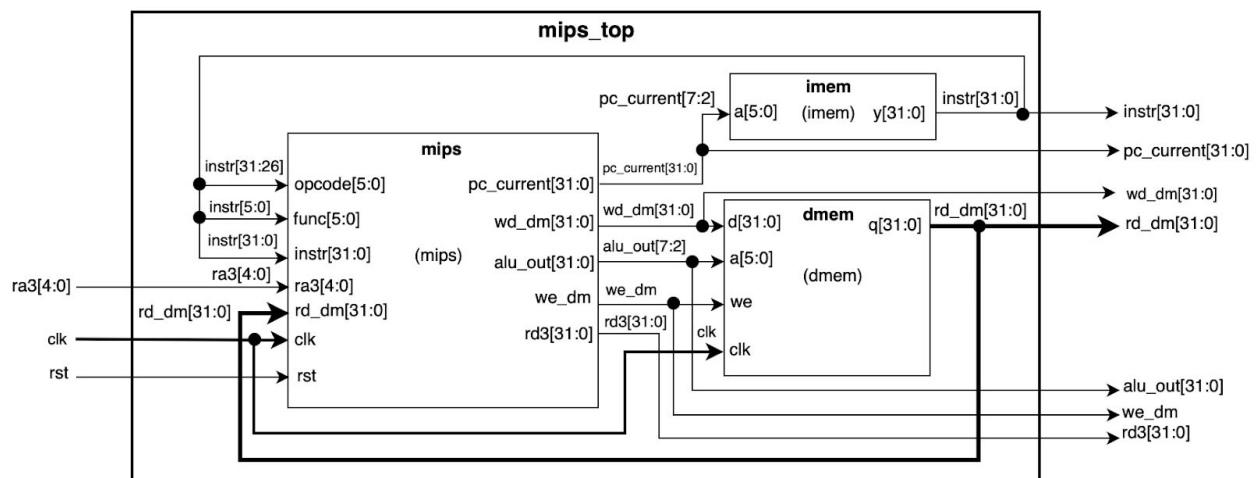 mips_top
imem
(imem)
pc_current[7:2]
a[5:0]
y[31:0]
instr[31:0]
instr[31:0]
pc_current[31:0]
mips
(mips)
instr[31:26]
opcode[5:0]
pc_current[31:0]
pc_current[31:0]
instr[5:0]
func[5:0]
wd_dm[31:0]
wd_dm[31:0]
instr[31:0]
instr[31:0]
alu_out[31:0]
alu_out[7:2]
ra3[4:0]
ra3[4:0]
ra3[4:0]
we_dm
we_dm
rd_dm[31:0]
rd_dm[31:0]
rd3[31:0]
rd3[31:0]
clk
clk
rst
rst
dmem
(dmem)
d[31:0]
q[31:0]
a[5:0]
we
clk
clk
rd_dm[31:0]
wd_dm[31:0]
rd_dm[31:0]
alu_out[31:0]
we_dm
rd3[31:0]